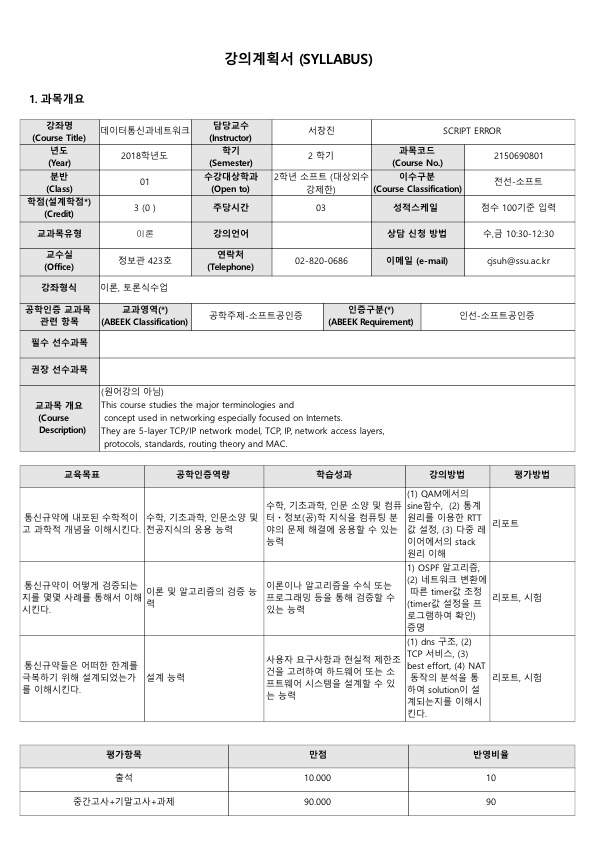 강의계획서 (SYLLABUS)
1. 과목개요
강좌명 데이터통신과네트워크 담당교수 서장진 SCRIPT ERROR
(Course Title) (Instructor)
년도 2018학년도 학기 2 학기 과목코드 2150690801
(Year) (Semester) (Course No.)
분반 01 수강대상학과 2학년 소프트 (대상외수 이수구분 전선-소프트
(Class) (Open to) 강제한) (Course Classification)
학점(설계학점*) 3 (0 ) 주당시간 03 성적스케일 점수 100기준 입력
(Credit)
교과목유형 이론 강의언어 상담 신청 방법 수,금 10:30-12:30
교수실 정보관 423호 연락처 02-820-0686 이메일 (e-mail) cjsuh@ssu.ac.kr
(Office) (Telephone)
강좌형식 이론, 토론식수업
공학인증 교과목 교과영역(*) 공학주제-소프트공인증 인증구분(*) 인선-소프트공인증
관련 항목 (ABEEK Classification) (ABEEK Requirement)
필수 선수과목
권장 선수과목
교과목 개요
(Course
Description)
(원어강의 아님)
This course studies the major terminologies and
concept used in networking especially focused on Internets.
They are 5-layer TCP/IP network model, TCP, IP, network access layers,
protocols, standards, routing theory and MAC.
교육목표 공학인증역량 학습성과 강의방법 평가방법
통신규약에 내포된 수학적이
고 과학적 개념을 이해시킨다.
수학, 기초과학, 인문소양 및
전공지식의 응용 능력
수학, 기초과학, 인문 소양 및 컴퓨
터・정보(공)학 지식을 컴퓨팅 분
야의 문제 해결에 응용할 수 있는
능력
(1) QAM에서의
sine함수, (2) 통계
원리를 이용한 RTT
값 설정, (3) 다중 레
이어에서의 stack
원리 이해
리포트
통신규약이 어떻게 검증되는
지를 몇몇 사례를 통해서 이해
시킨다.
이론 및 알고리즘의 검증 능
력
이론이나 알고리즘을 수식 또는
프로그래밍 등을 통해 검증할 수
있는 능력
1) OSPF 알고리즘,
(2) 네트워크 변환에
따른 timer값 조정
(timer값 설정을 프
로그램하여 확인)
증명
리포트, 시험
통신규약들은 어떠한 한계를
극복하기 위해 설계되었는가
를 이해시킨다.
설계 능력
사용자 요구사항과 현실적 제한조
건을 고려하여 하드웨어 또는 소
프트웨어 시스템을 설계할 수 있
는 능력
(1) dns 구조, (2)
TCP 서비스, (3)
best effort, (4) NAT
동작의 분석을 통
하여 solution이 설
계되는지를 이해시
킨다.
리포트, 시험
평가항목 만점 반영비율
출석 10.000 10
중간고사+기말고사+과제 90.000 90